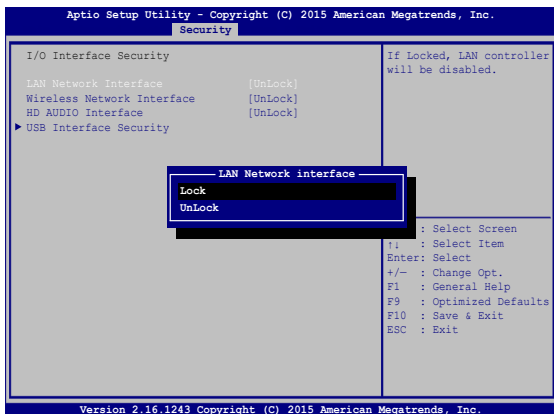 Aptio Setup Utility - Copyright (C) 2015 American Megatrends, Inc.
Security
I/O Interface Security
LAN Network Interface [UnLock]
Wireless Network Interface [UnLock]
HD AUDIO Interface [UnLock]
USB Interface Security
If Locked, LAN controller
will be disabled.
LAN Network interface
Lock
UnLock
: Select Screen
↑↓ : Select Item
Enter: Select
+/— : Change Opt.
F1 : General Help
F9 : Optimized Defaults
F10 : Save & Exit
ESC : Exit
Version 2.16.1243 Copyright (C) 2015 American Megatrends, Inc.